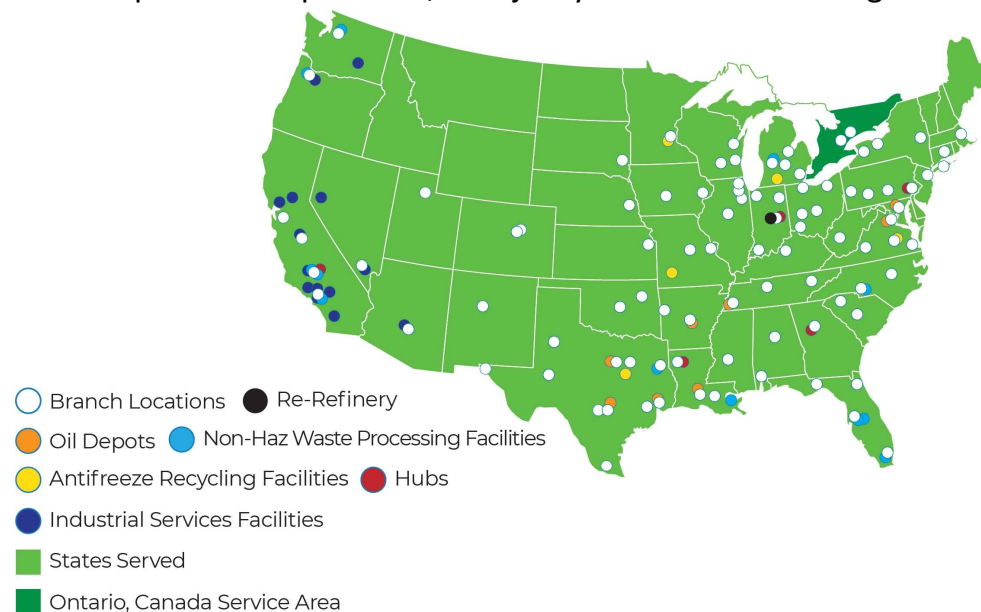 Branch Locations Re-Refinery
Oil Depots Non-Haz Waste Processing Facilities
Antifreeze Recycling Facilities Hubs
Industrial Services Facilities
States Served
Ontario, Canada Service Area